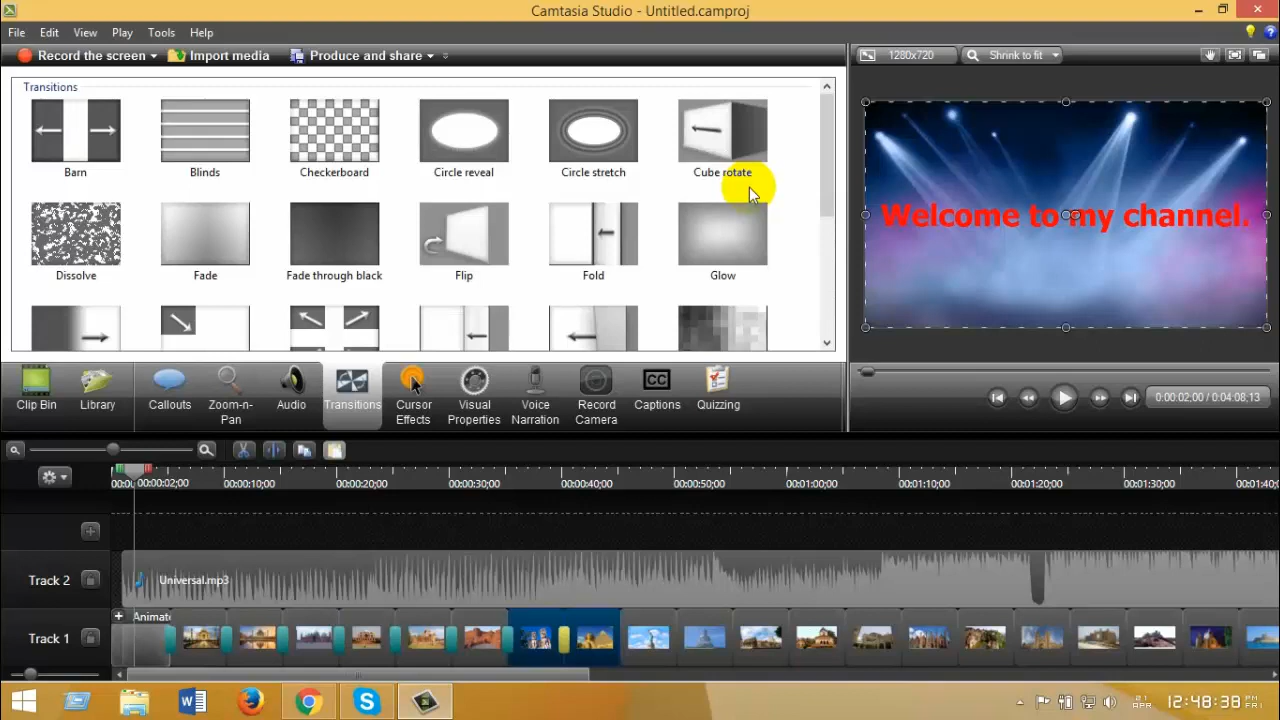 Camtasia Studio - Untitled.camproj
File Edit View Play Tools Help
Record the screen Import media Produce and share
1280x720 Shrink to fit
Transitions
Barn Blinds Checkerboard Circle reveal Circle stretch Cube rotate
Dissolve Fade Fade through black Flip Fold Glow
Welcome to my channel.
Clip Bin Library Callouts Zoom-n-Pan Audio Transitions Cursor Effects Visual Properties Voice Narration Record Camera CC Captions Quizzing
0:00:02;00 / 0:04:08;13
00:00:02;00 00:00:10;00 00:00:20;00 00:00:30;00 00:00:40;00 00:00:50;00 00:01:00;00 00:01:10;00 00:01:20;00 00:01:30;00
Track 2 Universal.mp3
Animat
Track 1
21 APR 12:48:38 PM FRI